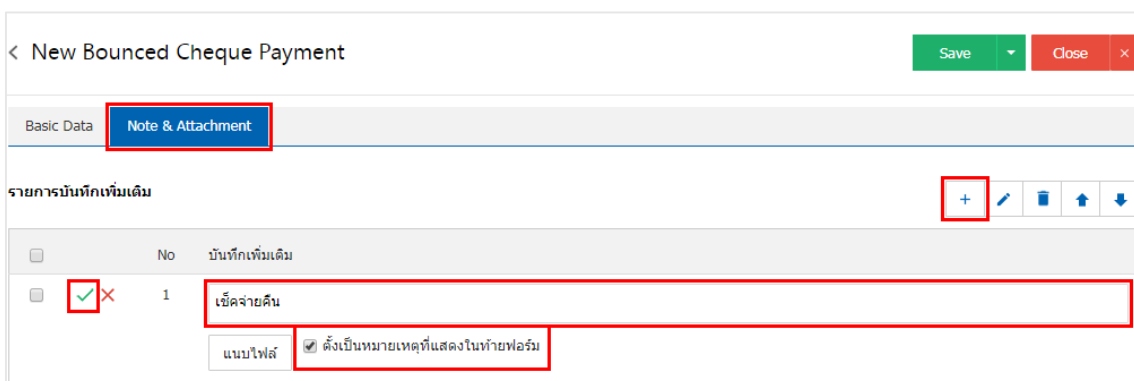 New Bounced Cheque Payment Save Close ×
Basic Data Note & Attachment
รายการบันทึกเพิ่มเติม
No บันทึกเพิ่มเติม
1 เช็คจ่ายคืน
แนบไฟล์ ตั้งเป็นหมายเหตุที่แสดงในท้ายฟอร์ม